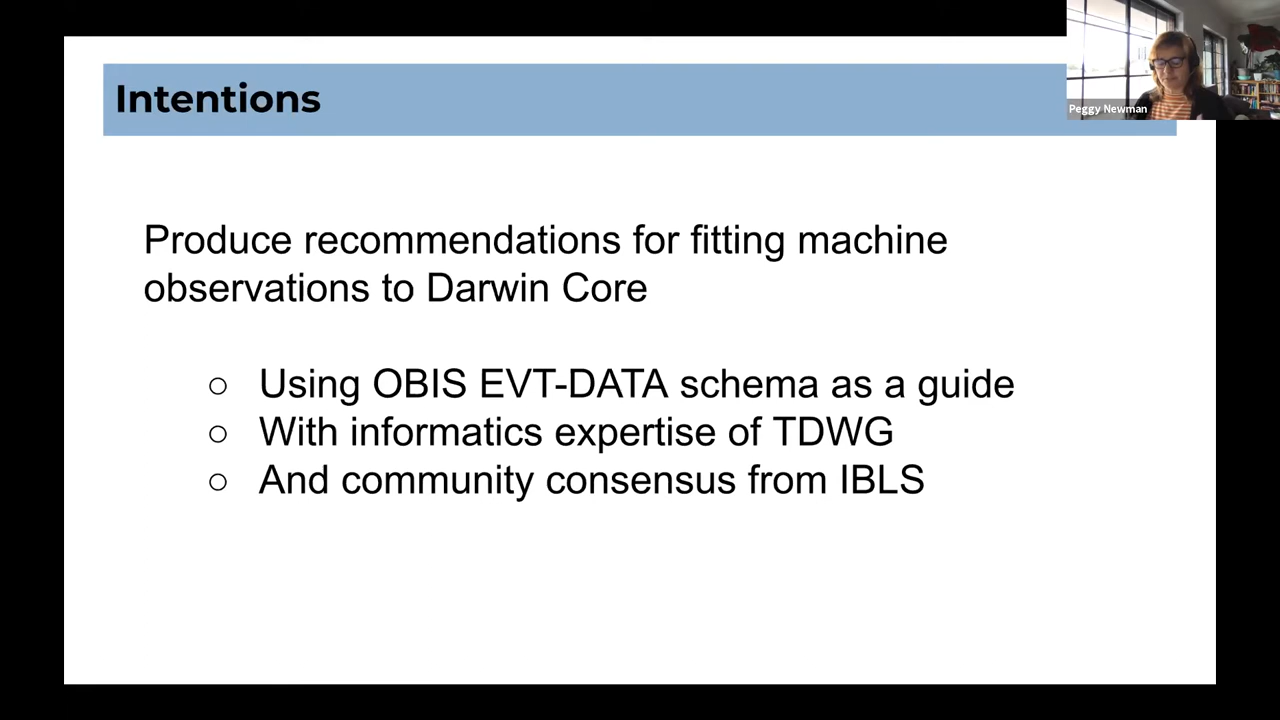 Intentions
Peggy Newman
Produce recommendations for fitting machine
observations to Darwin Core
○ Using OBIS EVT-DATA schema as a guide
○ With informatics expertise of TDWG
○ And community consensus from IBLS